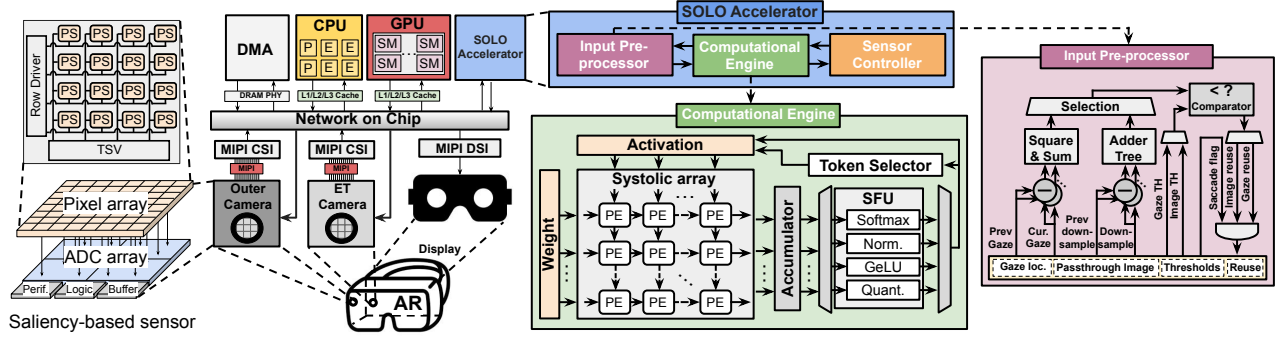 PS PS PS PS
PS PS PS PS
PS PS PS PS
PS PS PS PS
Row Driver
TSV
Pixel array
ADC array
Perif. Logic Buffer
Saliency-based sensor
DMA
CPU
P E E
P E E
GPU
SM SM
SM SM
SOLO
Accelerator
DRAM PHY
L1/L2/L3 Cache
L1/L2/L3 Cache
Network on Chip
MIPI CSI
MIPI CSI
MIPI DSI
MIPI
MIPI
Outer
Camera
ET
Camera
Display
AR
SOLO Accelerator
Input Pre-
processor
Computational
Engine
Sensor
Controller
Computational Engine
Activation
Token Selector
Systolic array
Weight
PE PE PE
PE PE PE
PE PE PE
Accumulator
SFU
Softmax
Norm.
GeLU
Quant.
Input Pre-processor
< ?
Comparator
Selection
Square
& Sum
Adder
Tree
Gaze TH
Image TH
Saccade flag
Image reuse
Gaze reuse
Prev
Gaze
Cur.
Gaze
Prev
down-
sample
Down-
sample
Gaze loc. Passthrough Image Thresholds Reuse